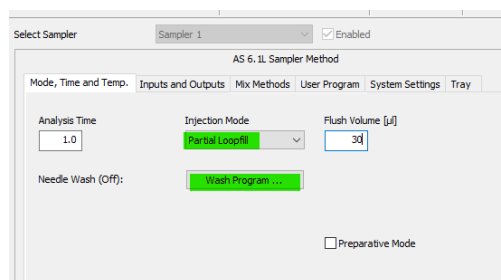 Select Sampler Sampler 1 Enabled
AS 6.1L Sampler Method
Mode, Time and Temp. Inputs and Outputs Mix Methods User Program System Settings Tray
Analysis Time Injection Mode Flush Volume [µl]
1.0 Partial Loopfill 30
Needle Wash (Off): Wash Program ...
Preparative Mode